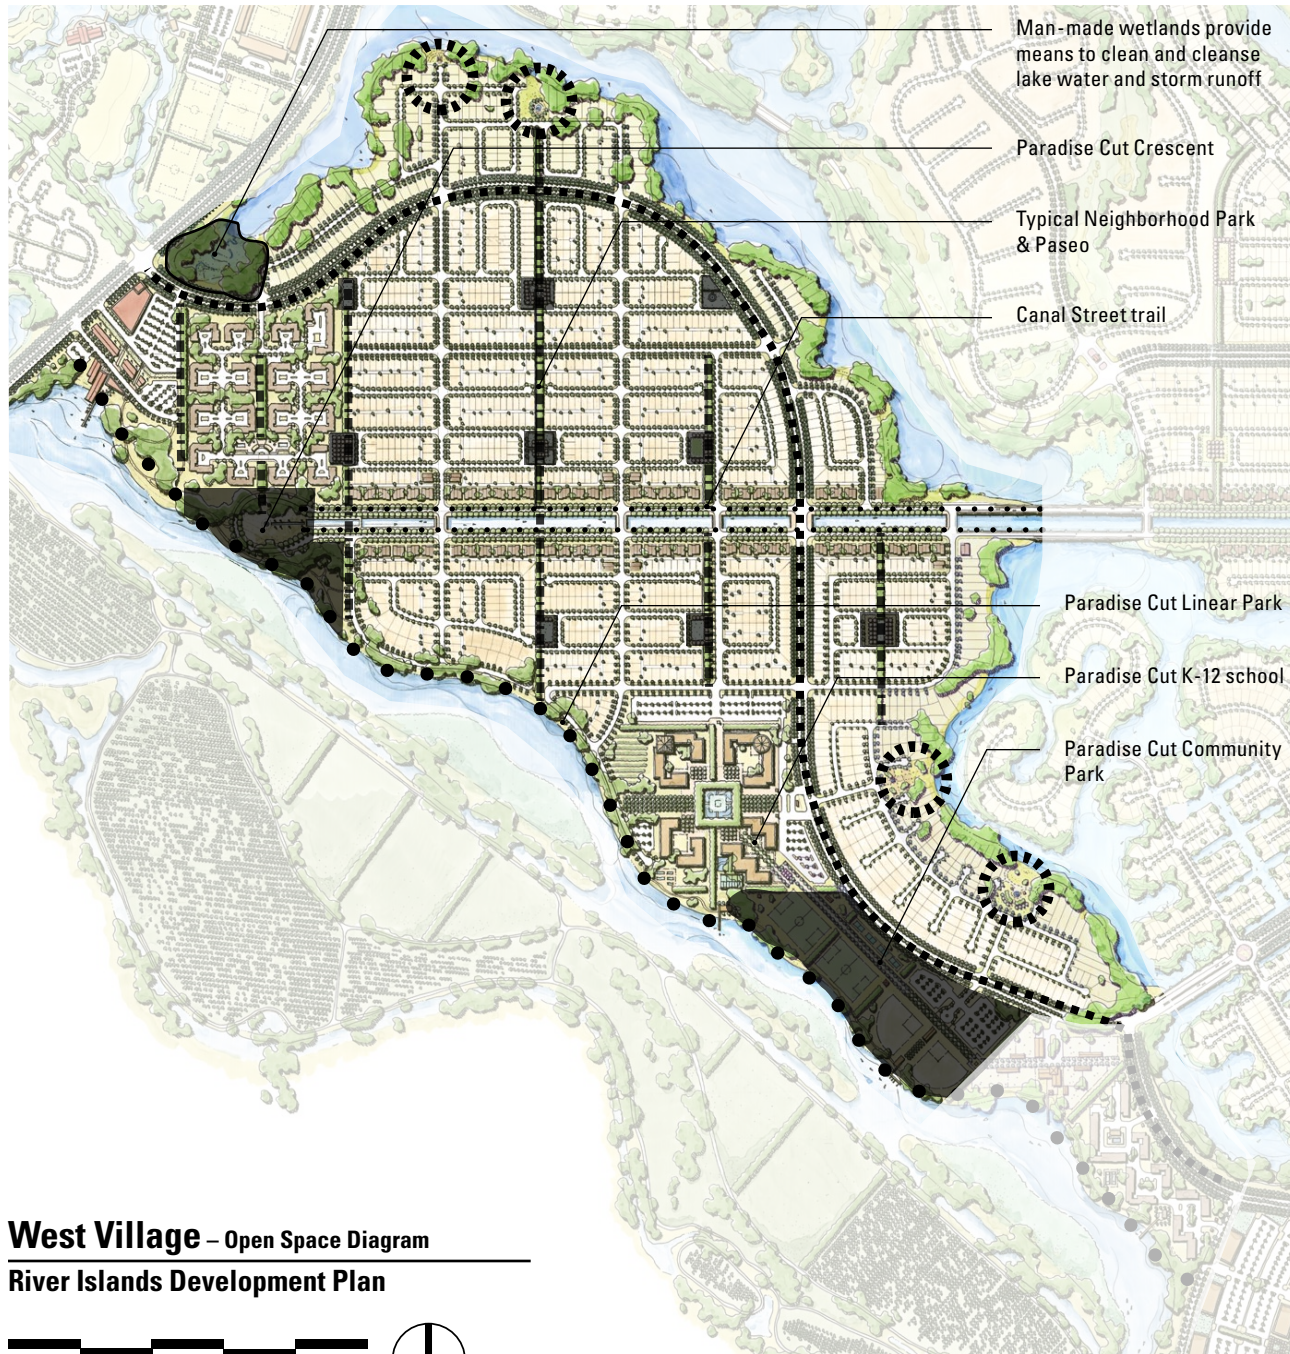 Man-made wetlands provide
means to clean and cleanse
lake water and storm runoff
Paradise Cut Crescent
Typical Neighborhood Park
& Paseo
Canal Street trail
Paradise Cut Linear Park
Paradise Cut K-12 school
Paradise Cut Community
Park
West Village – Open Space Diagram
River Islands Development Plan